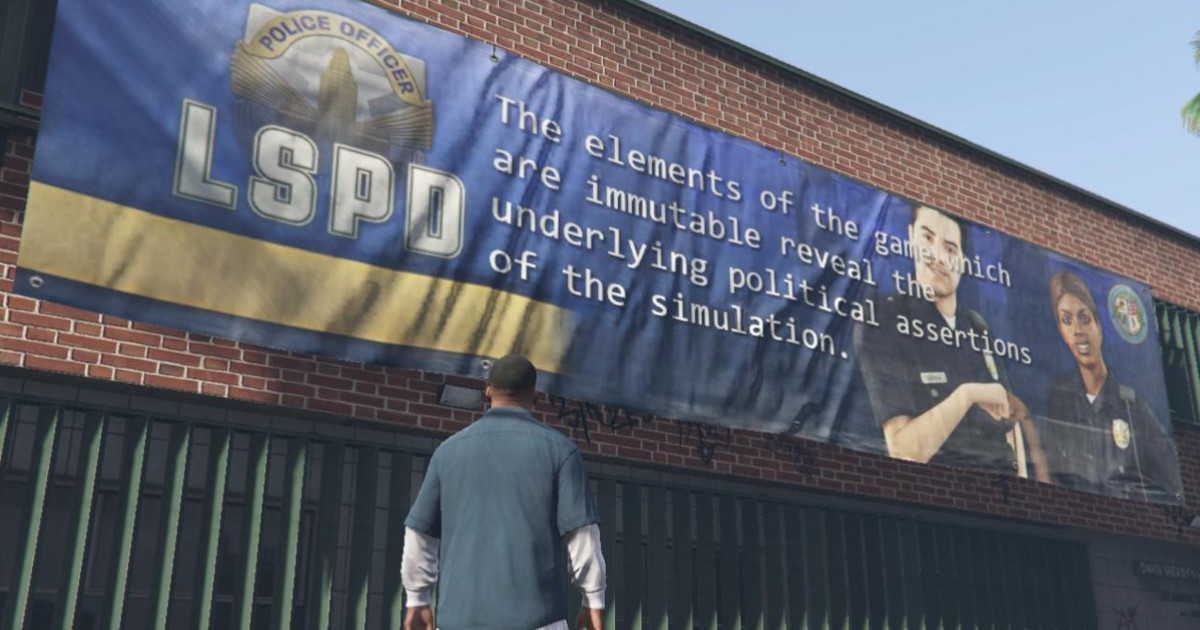 POLICE OFFICER
LSPD
The elements of the game which
are immutable reveal the
underlying political assertions
of the simulation.